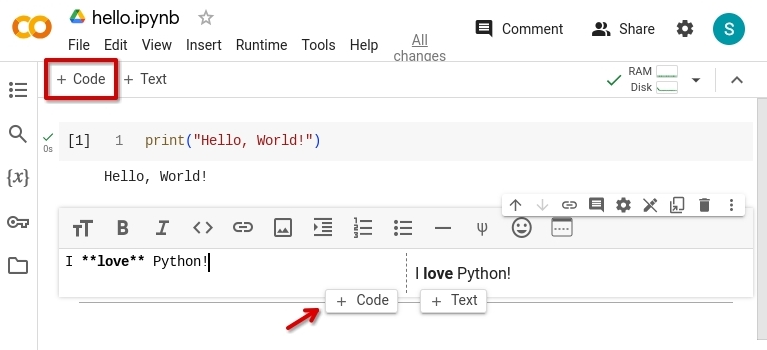 hello.ipynb
Comment
Share
S
File Edit View Insert Runtime Tools Help All changes
+ Code + Text
RAM
Disk
{x}
[1] 1 print("Hello, World!")
0s
Hello, World!
TT B I <> ψ
I **love** Python!
I love Python!
+ Code + Text